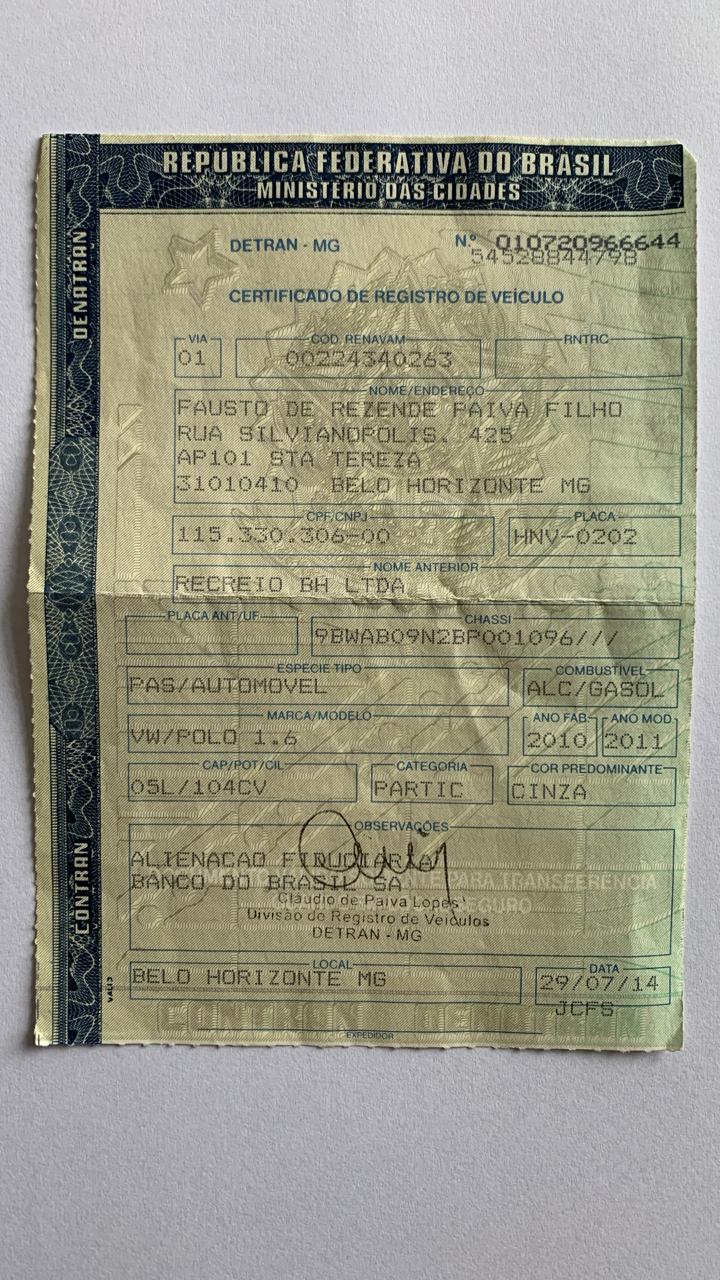 REPÚBLICA FEDERATIVA DO BRASIL
MINISTÉRIO DAS CIDADES
DENATRAN
DETRAN - MG
N.º 010720966644
54528844798
CERTIFICADO DE REGISTRO DE VEÍCULO
VIA
CÓD. RENAVAM
RNTRC
01
00224340263
NOME/ENDEREÇO
FAUSTO DE REZENDE PAIVA FILHO
RUA SILVIANOPOLIS. 425
AP101 STA TEREZA
31010410 BELO HORIZONTE MG
CPF/CNPJ
PLACA
115.330.306-00
HNV-0202
NOME ANTERIOR
RECREIO BH LTDA
PLACA ANT/UF
CHASSI
9BWAB09N2BP001096///
ESPÉCIE TIPO
COMBUSTÍVEL
PAS/AUTOMOVEL
ALC/GASOL
MARCA/MODELO
ANO FAB.
ANO MOD.
VW/POLO 1.6
2010
2011
CAP/POT/CIL
CATEGORIA
COR PREDOMINANTE
05L/104CV
PARTIC
CINZA
OBSERVAÇÕES
ALIENACAO FIDUCIARIA
BANCO DO BRASIL SA
PARA TRANSFERÊNCIA
SEGURO
Claudio de Paiva Lopes
Divisão de Registro de Veículos
DETRAN - MG
CONTRAN
LOCAL
DATA
BELO HORIZONTE MG
29/07/14
JCFS
CONTRAN
EXPEDIDOR